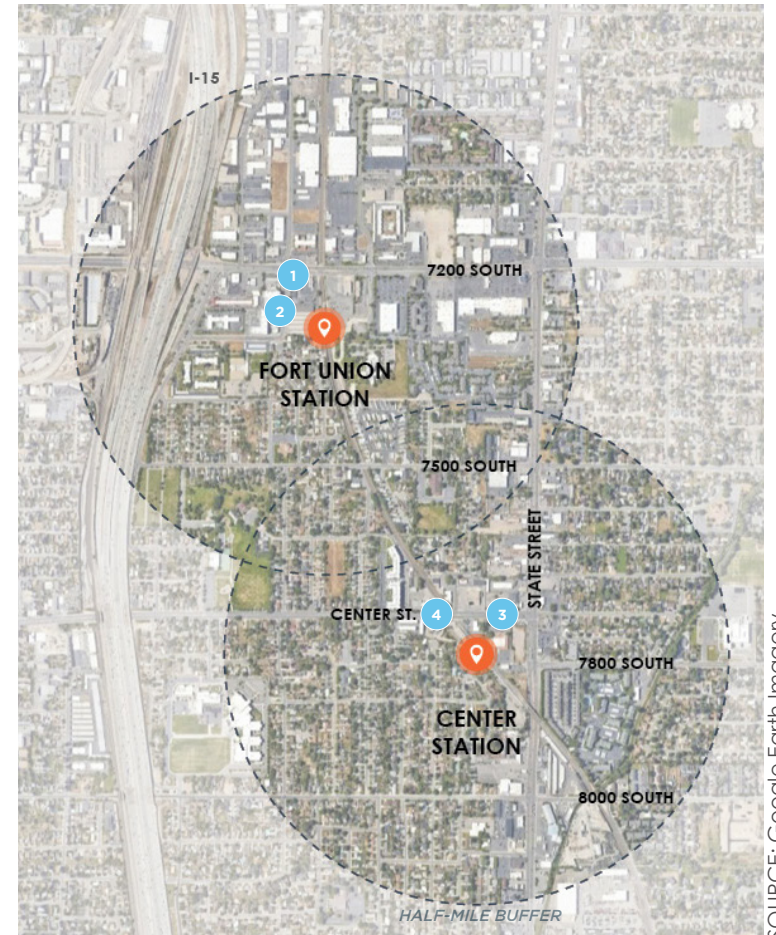 I-15
7200 SOUTH
1
2
FORT UNION
STATION
7500 SOUTH
STATE STREET
CENTER ST.
4
3
7800 SOUTH
CENTER
STATION
8000 SOUTH
HALF-MILE BUFFER
SOURCE: Google Earth Imagery